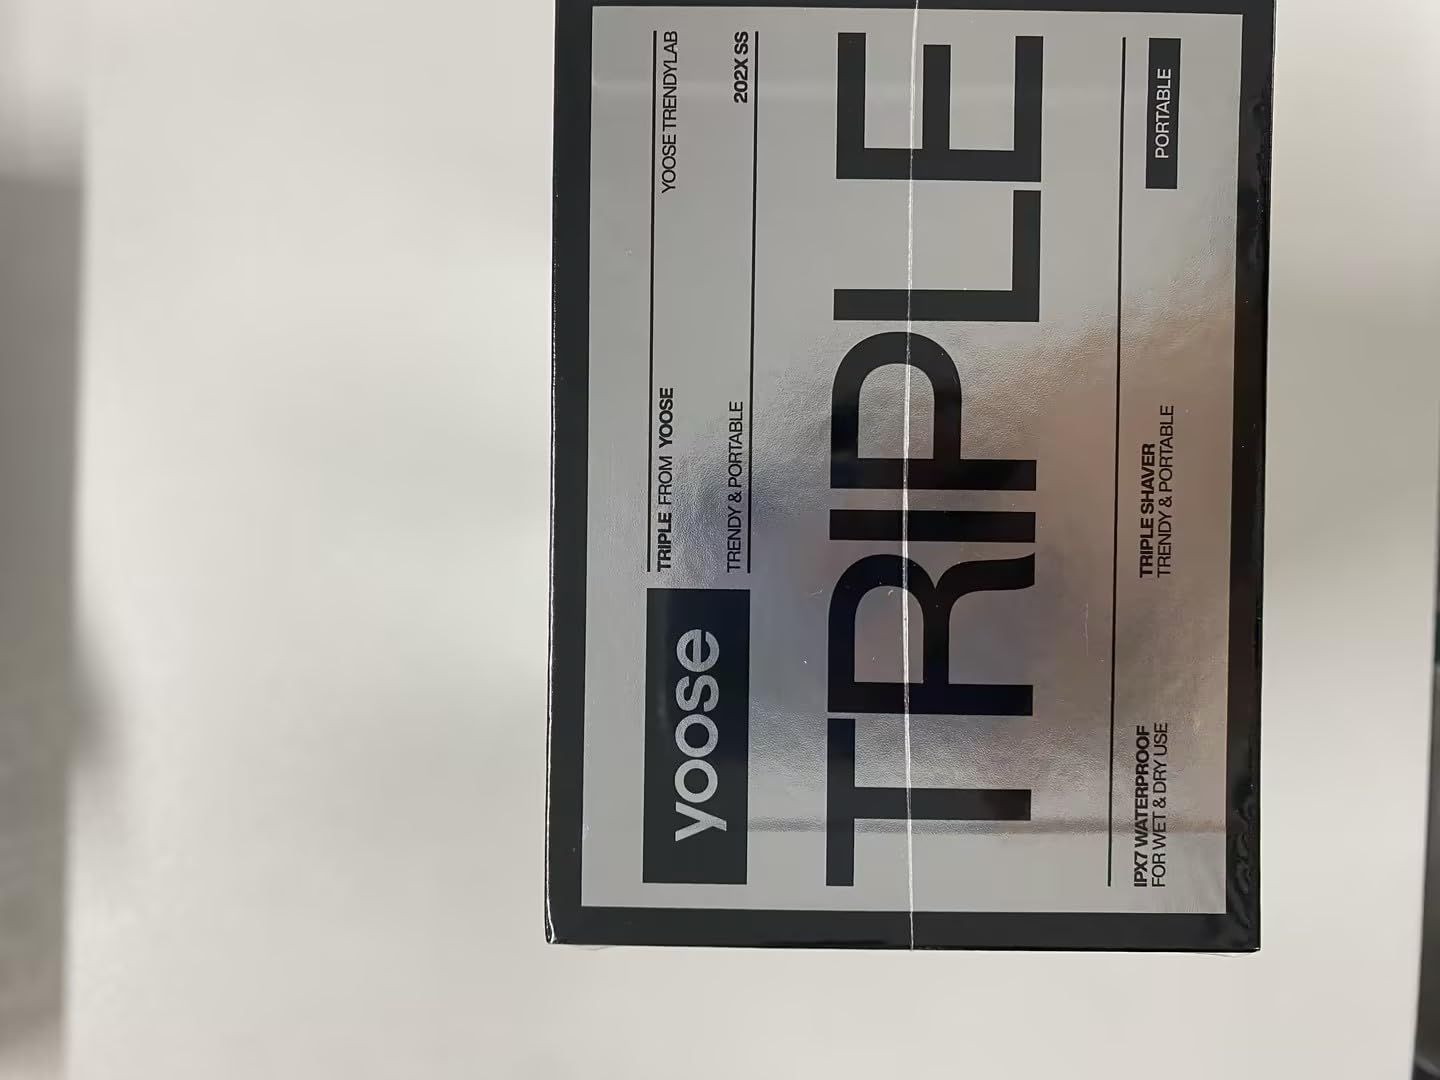 yoose
TRIPLE FROM YOOSE
YOOSE TRENDYLAB
TRENDY & PORTABLE
202X SS
TRIPLE
IPX7 WATERPROOF
FOR WET & DRY USE
TRIPLE SHAVER
TRENDY & PORTABLE
PORTABLE